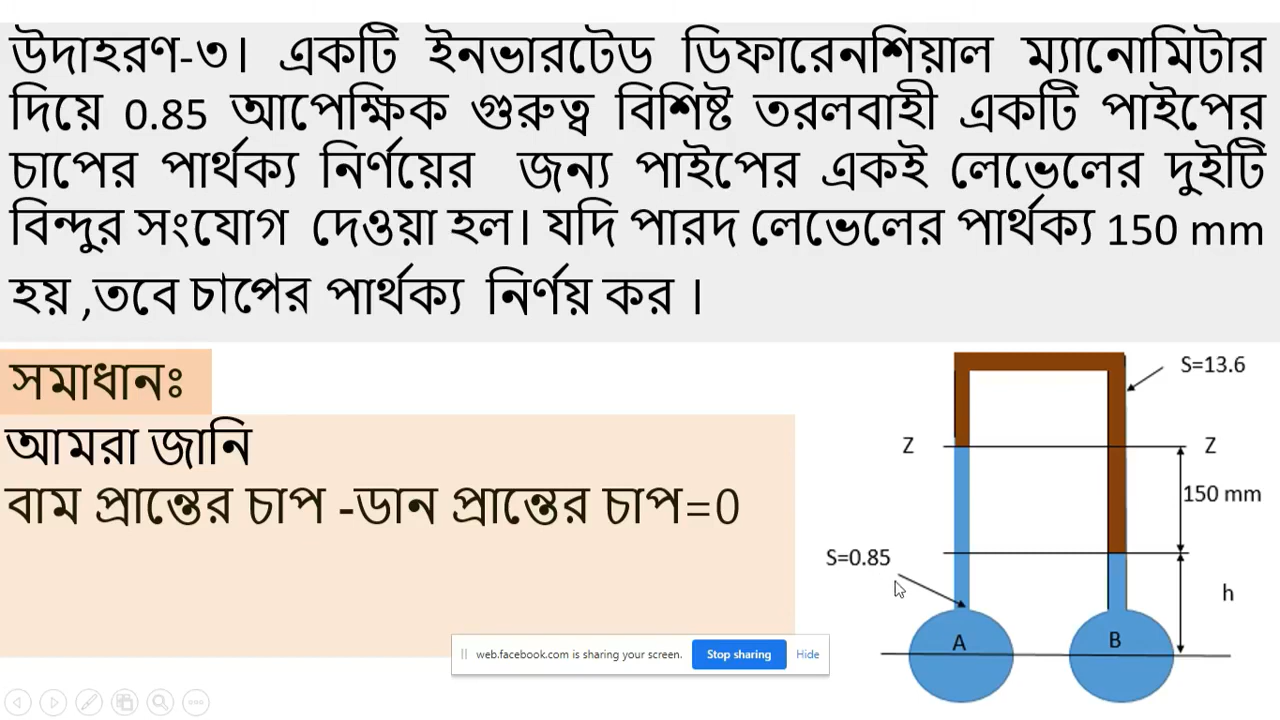 উদাহরণ-৩। একটি ইনভারটেড ডিফারেনশিয়াল ম্যানোমিটার
দিয়ে 0.85 আপেক্ষিক গুরুত্ব বিশিষ্ট তরলবাহী একটি পাইপের
চাপের পার্থক্য নির্ণয়ের জন্য পাইপের একই লেভেলের দুইটি
বিন্দুর সংযোগ দেওয়া হল। যদি পারদ লেভেলের পার্থক্য 150 mm
হয় ,তবে চাপের পার্থক্য নির্ণয় কর ।
সমাধানঃ
আমরা জানি
বাম প্রান্তের চাপ -ডান প্রান্তের চাপ=0
S=13.6
Z
Z
150 mm
S=0.85
h
A
B
web.facebook.com is sharing your screen.
Stop sharing
Hide